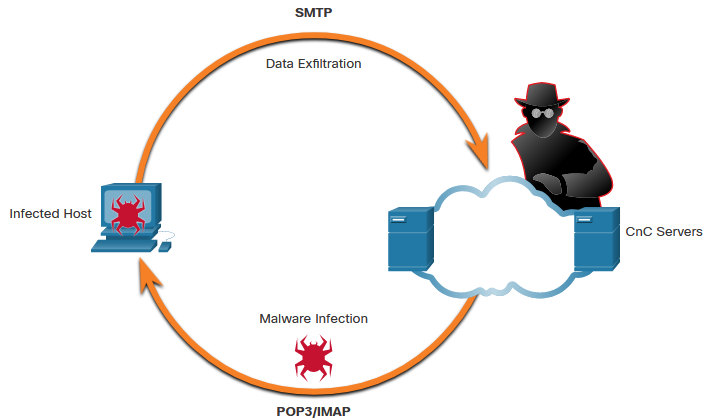 SMTP
Data Exfiltration
Infected Host
CnC Servers
Malware Infection
POP3/IMAP